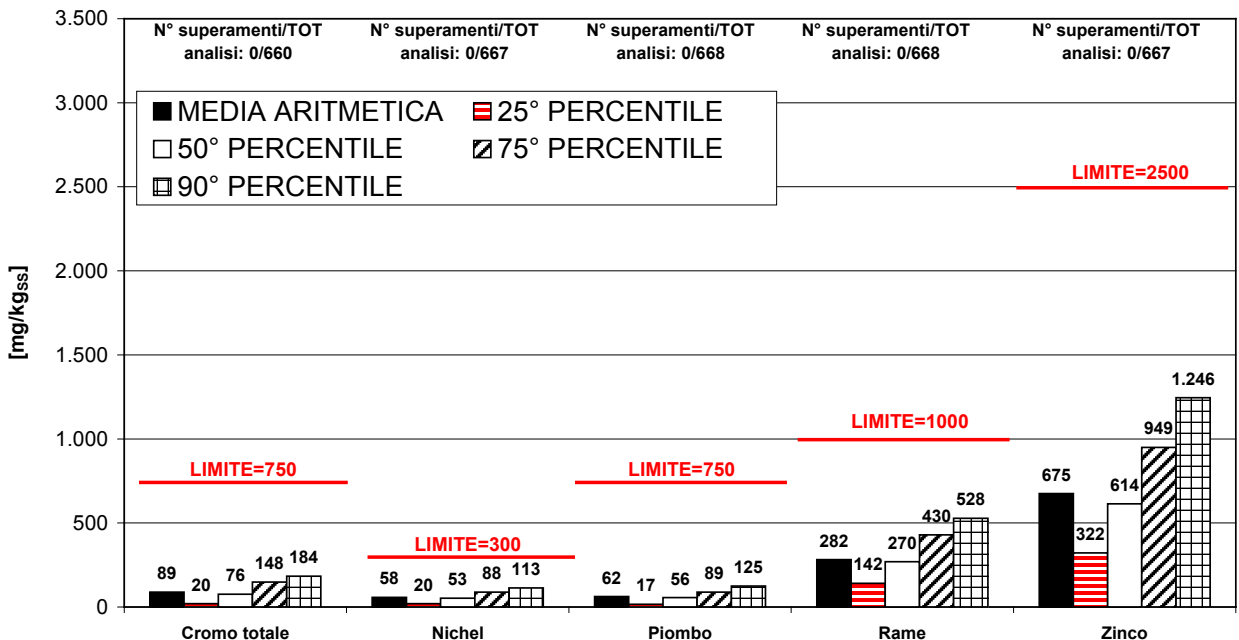 3.500
3.000
2.500
2.000
1.500
1.000
500
0
[mg/kgSS]
N° superamenti/TOT
analisi: 0/660
N° superamenti/TOT
analisi: 0/667
N° superamenti/TOT
analisi: 0/668
N° superamenti/TOT
analisi: 0/668
N° superamenti/TOT
analisi: 0/667
MEDIA ARITMETICA
25° PERCENTILE
50° PERCENTILE
75° PERCENTILE
90° PERCENTILE
LIMITE=750
LIMITE=300
LIMITE=750
LIMITE=1000
LIMITE=2500
89
20
76
148
184
58
20
53
88
113
62
17
56
89
125
282
142
270
430
528
675
322
614
949
1.246
Cromo totale
Nichel
Piombo
Rame
Zinco